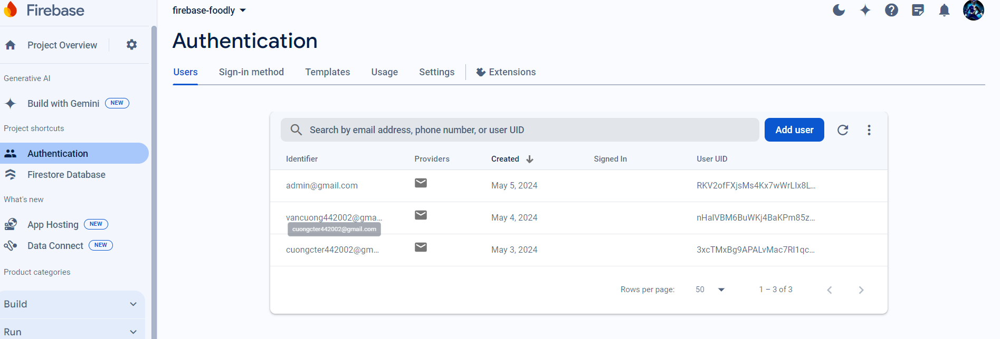 Firebase
firebase-foodly
Project Overview
Generative AI
Build with Gemini NEW
Project shortcuts
Authentication
Firestore Database
What's new
App Hosting NEW
Data Connect NEW
Product categories
Build
Run
Authentication
Users Sign-in method Templates Usage Settings Extensions
Search by email address, phone number, or user UID Add user
Identifier Providers Created Signed In User UID
admin@gmail.com May 5, 2024 RKV2ofFXjsMs4Kx7wWrLIx8L...
vancuong442002@gma... May 4, 2024 nHalVBM6BuWKj4BaKPm85z...
cuongcter442002@gmail.com
cuongcter442002@gm... May 3, 2024 3xcTMxBg9APALvMac7RI1qc...
Rows per page: 50 1 – 3 of 3